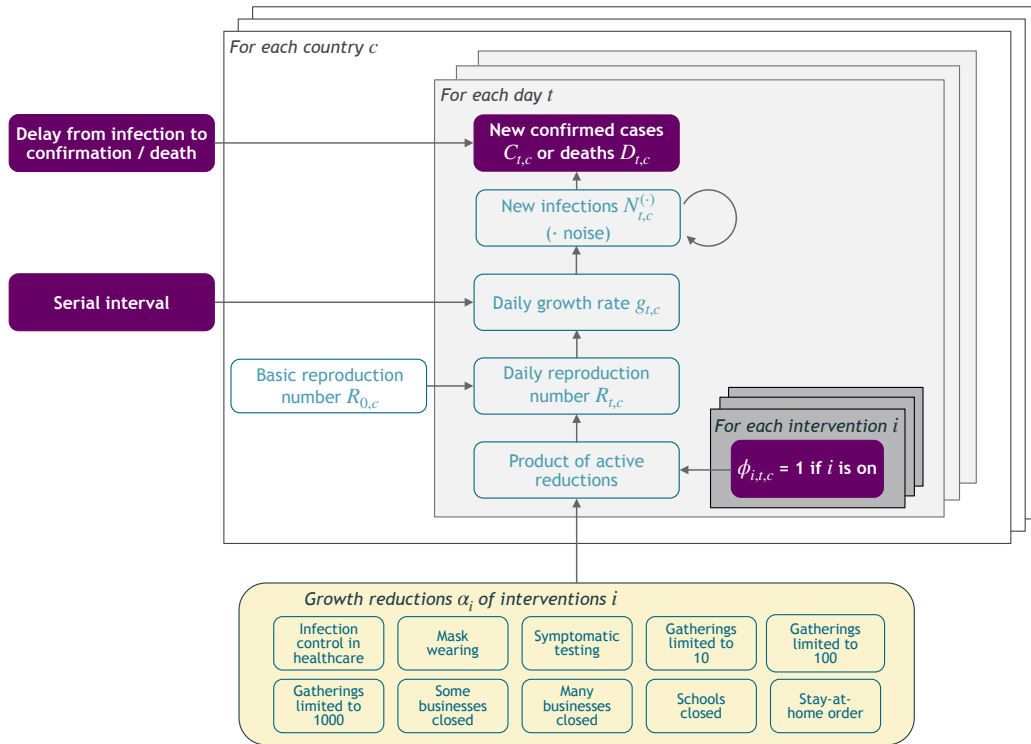 For each country c
For each day t
Delay from infection to
confirmation / death
New confirmed cases
C_{t,c} or deaths D_{t,c}
New infections N_{t,c}^{(·)}
(· noise)
Serial interval
Daily growth rate g_{t,c}
Basic reproduction
number R_{0,c}
Daily reproduction
number R_{t,c}
For each intervention i
Product of active
reductions
ϕ_{i,t,c} = 1 if i is on
Growth reductions α_i of interventions i
Infection
control in
healthcare
Mask
wearing
Symptomatic
testing
Gatherings
limited to
10
Gatherings
limited to
100
Gatherings
limited to
1000
Some
businesses
closed
Many
businesses
closed
Schools
closed
Stay-at-
home order